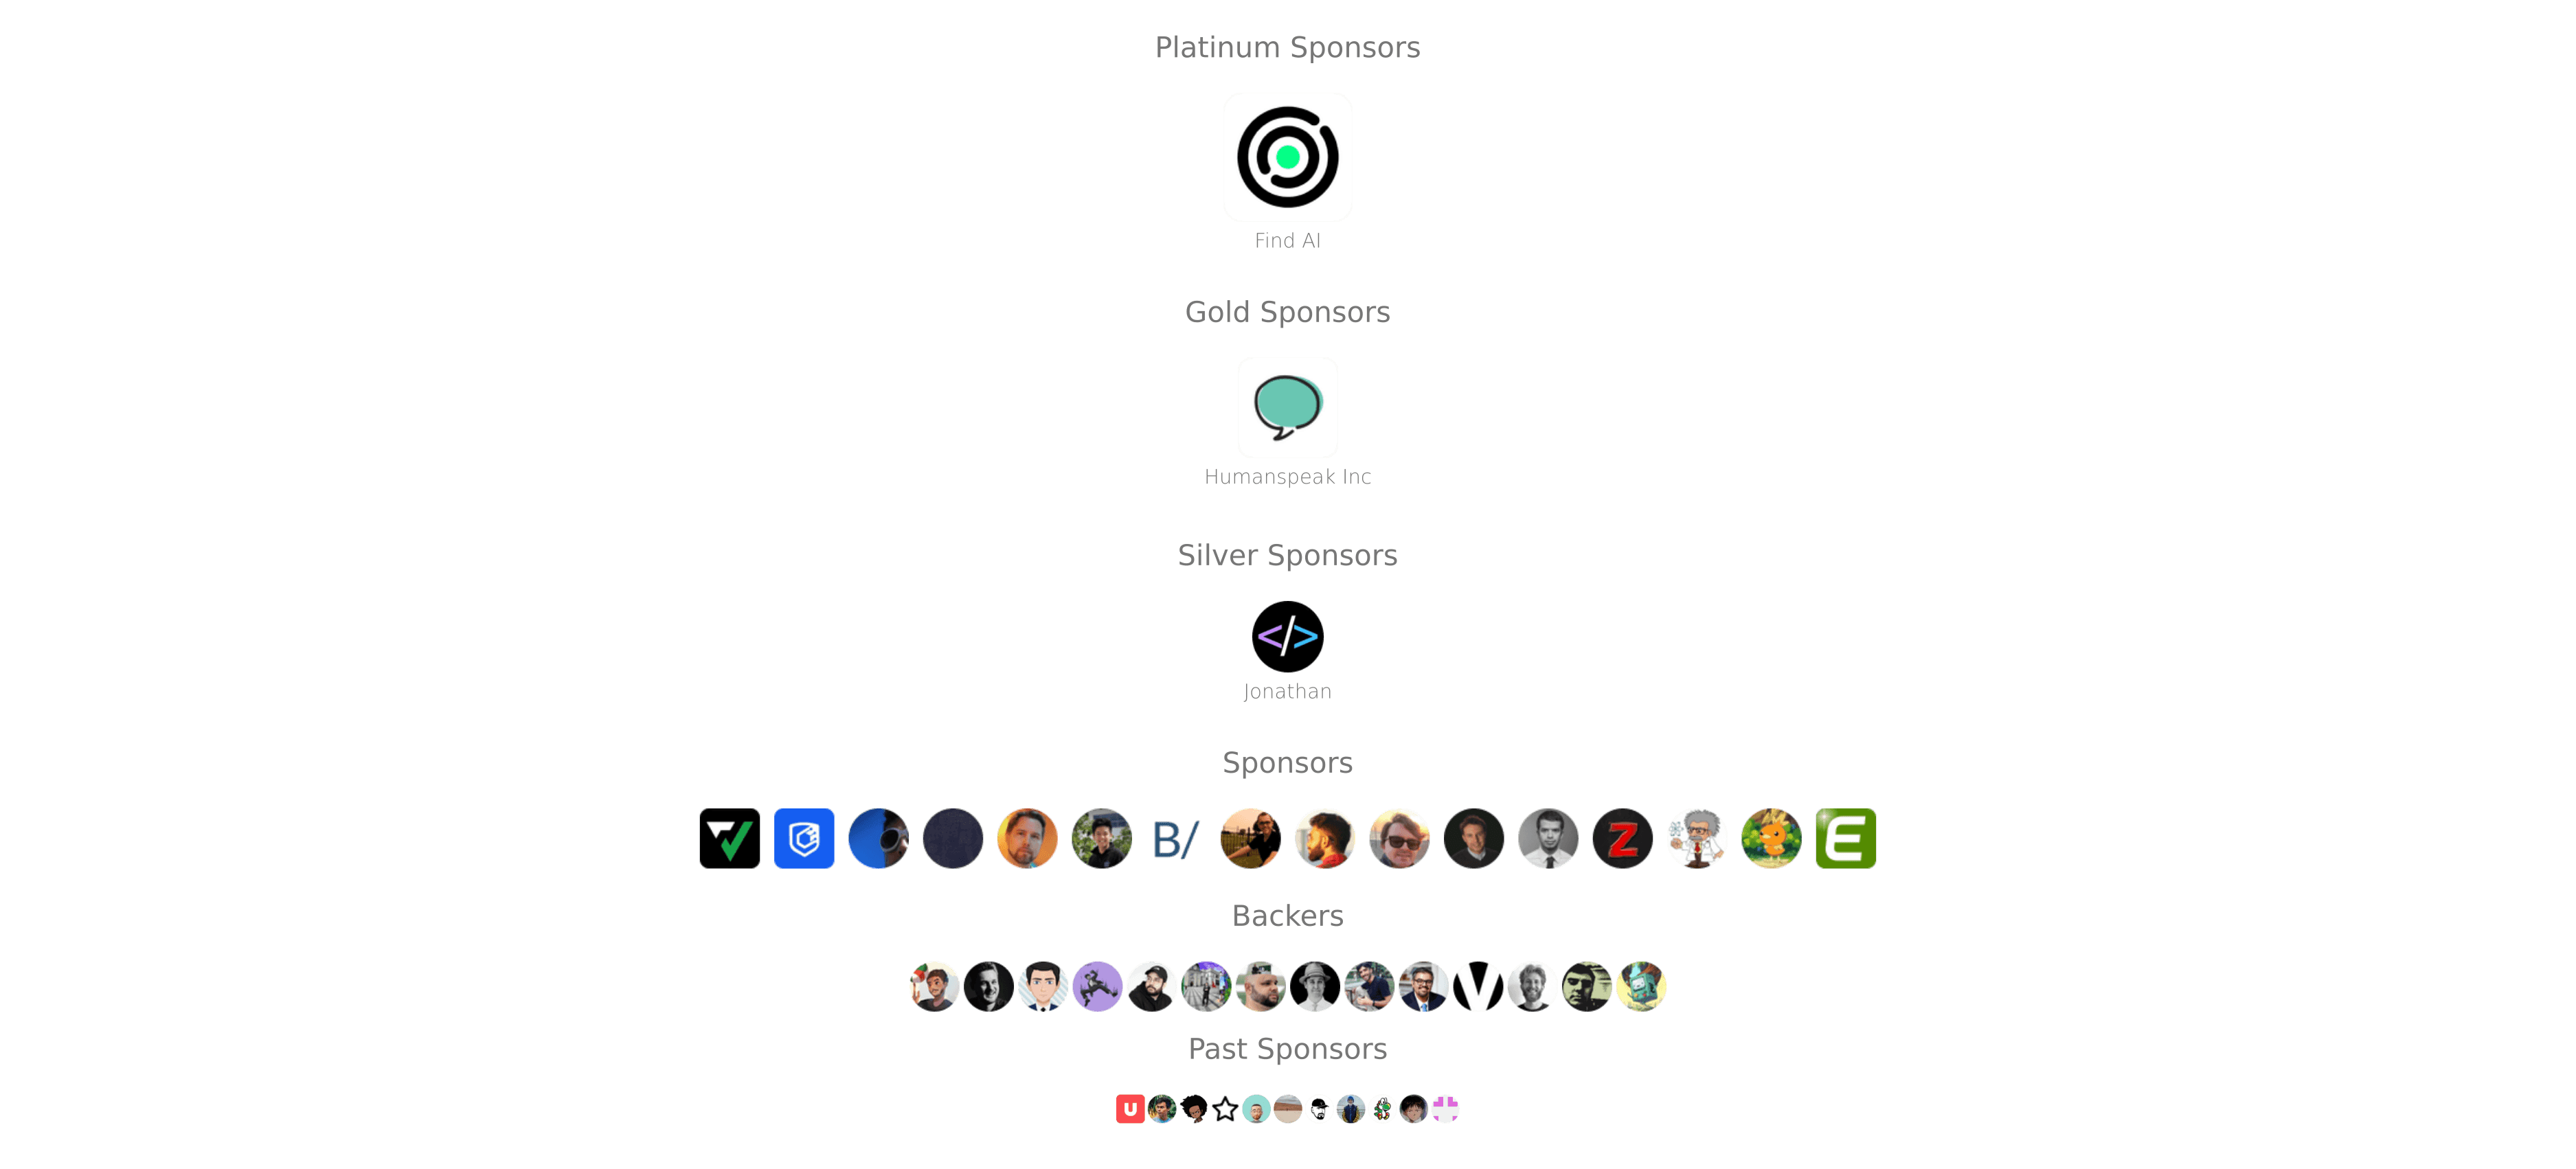 Platinum Sponsors
Find AI
Gold Sponsors
Humanspeak Inc
Silver Sponsors
</>
Jonathan
Sponsors
B/
Z
E
Backers
V
Past Sponsors
U